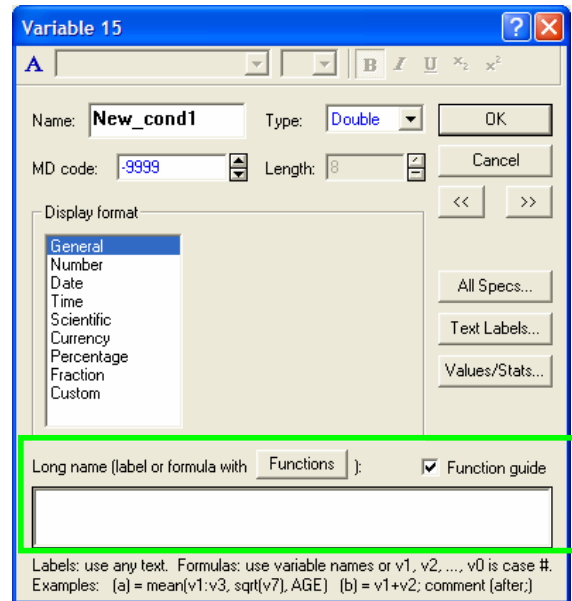 Variable 15
A B I U x₂ x²
Name: New_cond1 Type: Double OK
MD code: -9999 Length: 8 Cancel
<< >>
Display format
General
Number
Date
Time
Scientific
Currency
Percentage
Fraction
Custom
All Specs...
Text Labels...
Values/Stats...
Long name (label or formula with Functions ): Function guide
Labels: use any text. Formulas: use variable names or v1, v2, ..., v0 is case #.
Examples: (a) = mean(v1:v3, sqrt(v7), AGE) (b) = v1+v2; comment (after;)